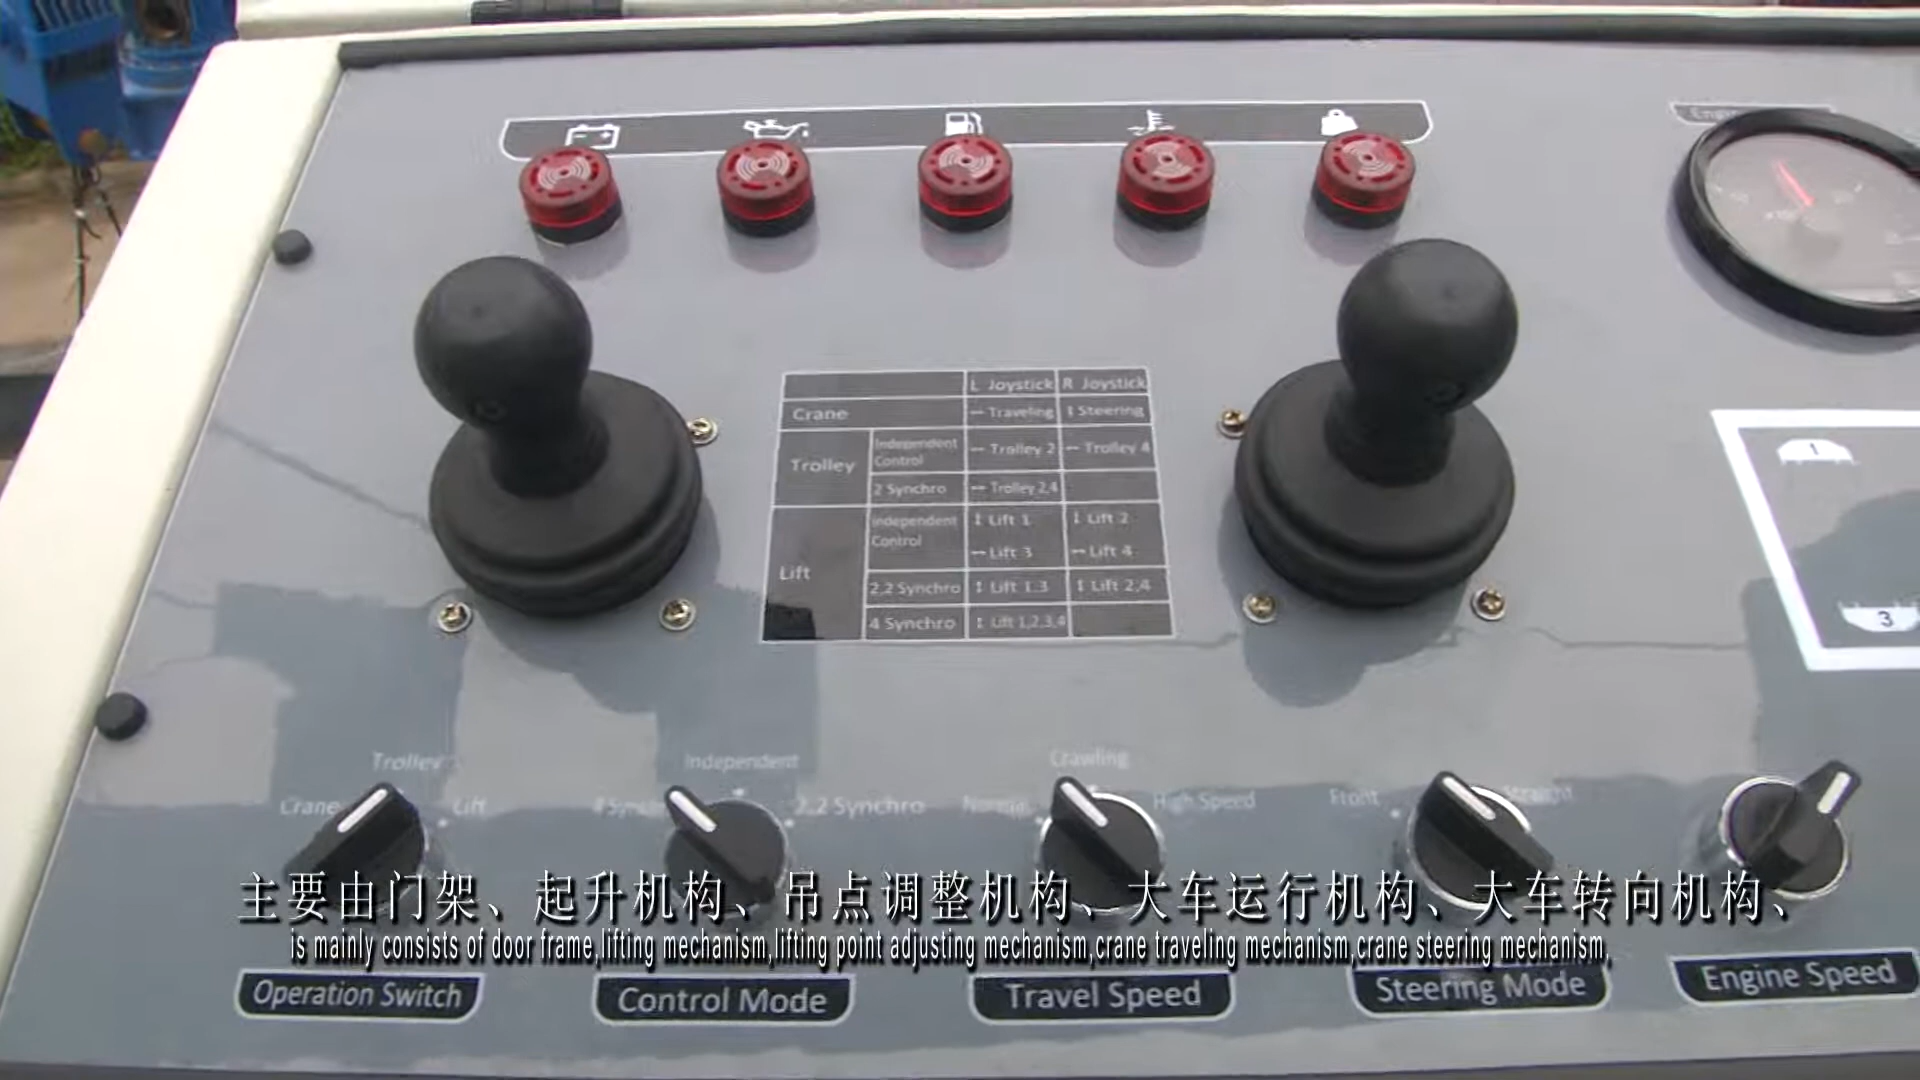 L Joystick R Joystick
Crane Traveling Steering
Trolley Independent Control Trolley 2 Trolley 4
2 Synchro Trolley 2,4
Lift Independent Control Lift 1 Lift 2
Lift 3 Lift 4
2,2 Synchro Lift 1.3 Lift 2,4
4 Synchro Lift 1,2,3,4
1
3
Trolley
Crane
Lift
Independent
2,2 Synchro
Crawling
High Speed
Front
Straight
主要由门架、起升机构、吊点调整机构、大车运行机构、大车转向机构、
is mainly consists of door frame,lifting mechanism,lifting point adjusting mechanism,crane traveling mechanism,crane steering mechanism,
Operation Switch
Control Mode
Travel Speed
Steering Mode
Engine Speed